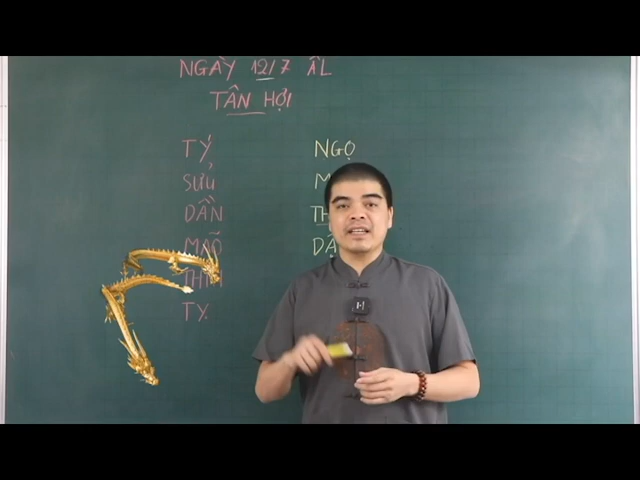 NGÀY 12/7 ÂL
TÂN HỢI
TÝ
SỬU
DẦN
MÃO
TỴ
NGỌ